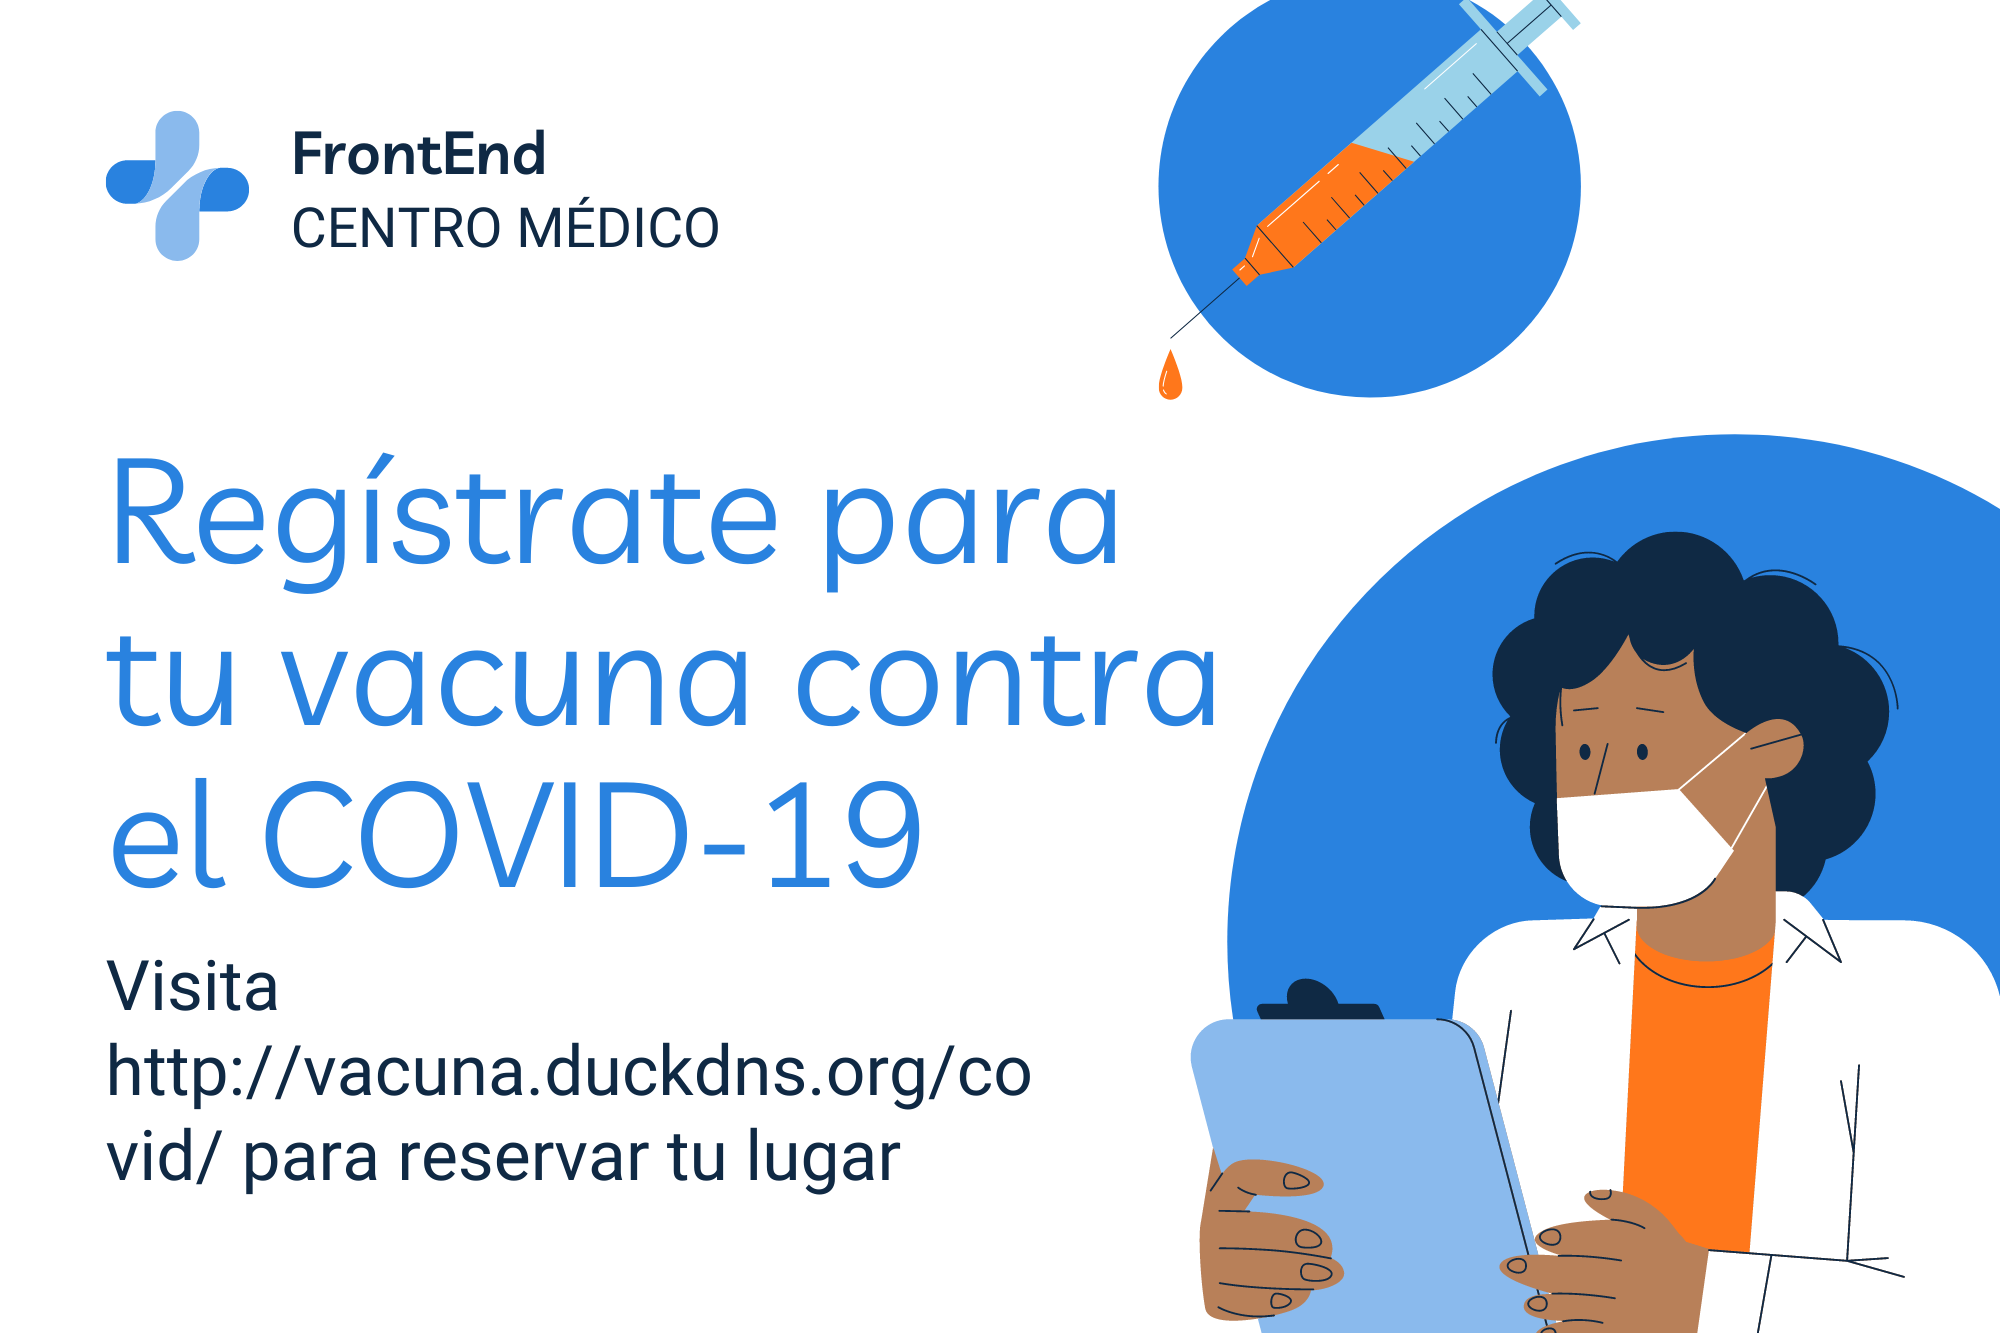 FrontEnd
CENTRO MÉDICO
Regístrate para
tu vacuna contra
el COVID-19
Visita
http://vacuna.duckdns.org/co
vid/ para reservar tu lugar